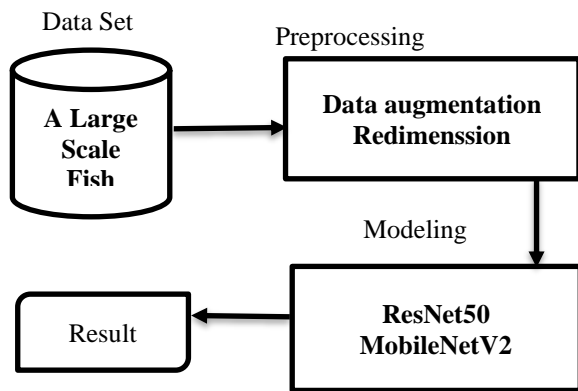 Data Set
Preprocessing
A Large
Scale
Fish
Data augmentation
Redimenssion
Modeling
ResNet50
MobileNetV2
Result